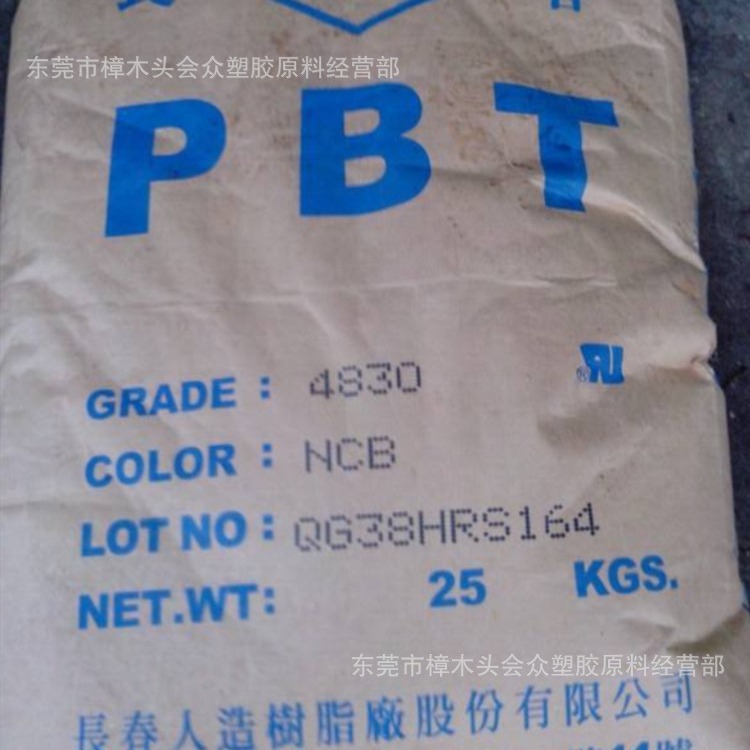 东莞市樟木头会众塑胶原料经营部
PBT
GRADE : 4830
COLOR : NCB
LOT NO : QG38HRS164
NET.WT: 25 KGS.
东莞市樟木头会众塑胶原料经营部
長春人造樹脂廠股份有限公司